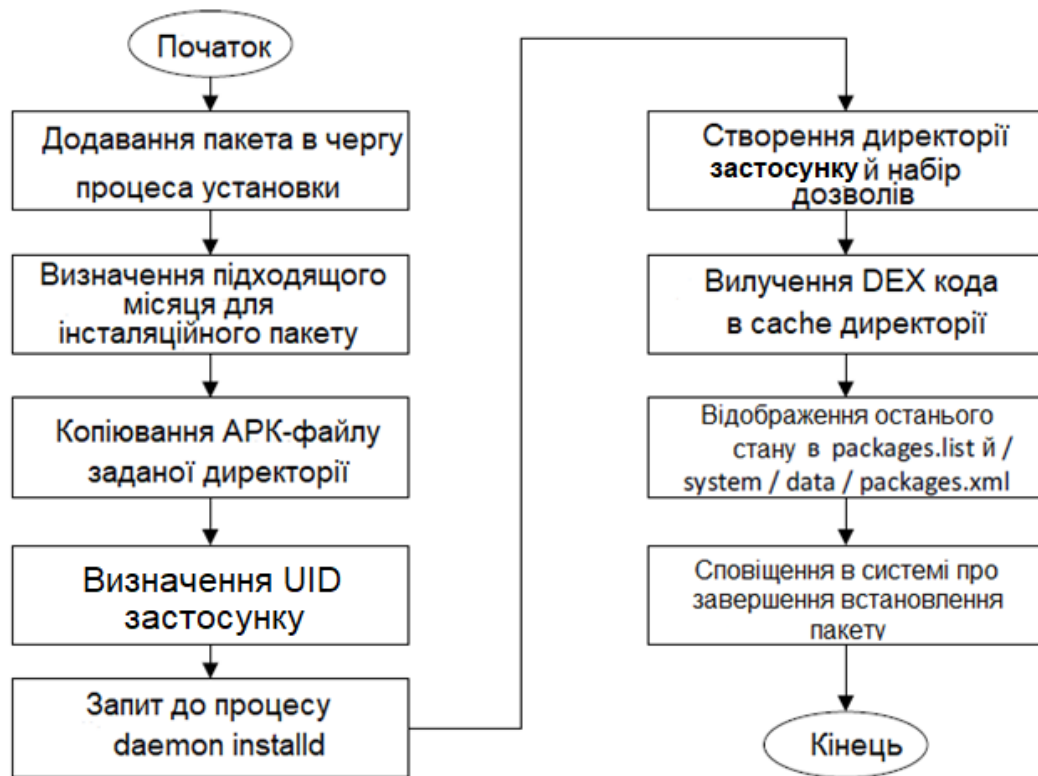 Початок
Додавання пакета в чергу
процеса установки
Визначення підходящого
місяця для
інсталяційного пакету
Копіювання APK-файлу
заданої директорії
Визначення UID
застосунку
Запит до процесу
daemon installd
Створення директорії
застосунку й набір
дозволів
Вилучення DEX кода
в cache директорії
Відображення останього
стану в packages.list й /
system / data / packages.xml
Сповіщення в системі про
завершення встановлення
пакету
Кінець